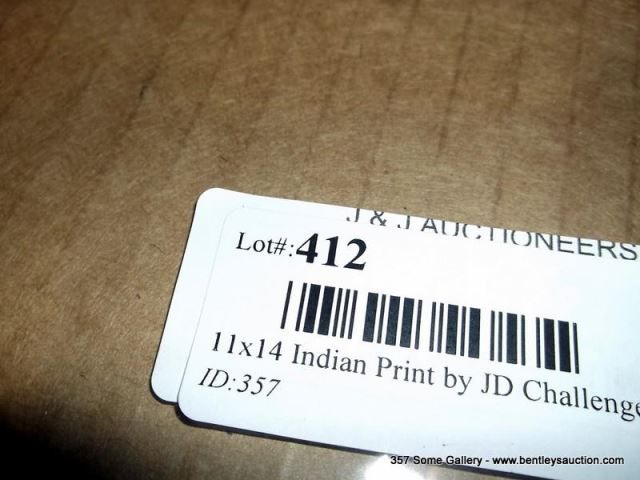 J & J AUCTIONEERS
Lot#:412
11x14 Indian Print by JD Challenge
ID:357
357 Some Gallery - www.bentleysauction.com